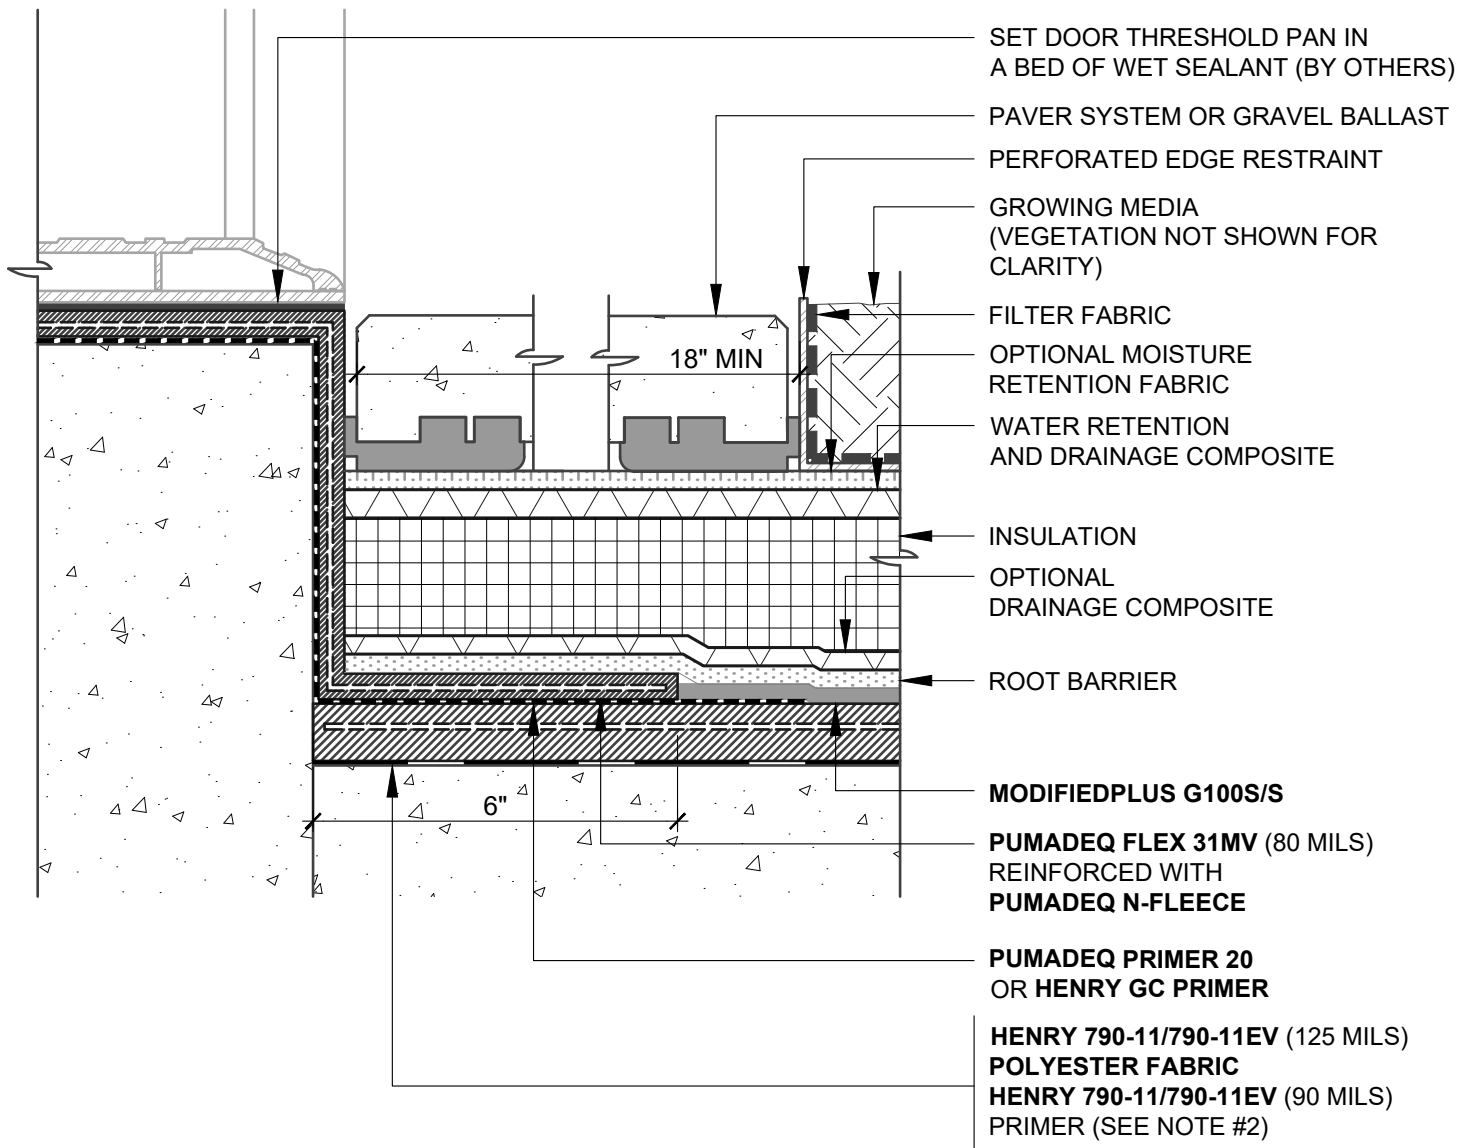 SET DOOR THRESHOLD PAN IN
A BED OF WET SEALANT (BY OTHERS)
PAVER SYSTEM OR GRAVEL BALLAST
PERFORATED EDGE RESTRAINT
GROWING MEDIA
(VEGETATION NOT SHOWN FOR
CLARITY)
FILTER FABRIC
OPTIONAL MOISTURE
RETENTION FABRIC
18" MIN
WATER RETENTION
AND DRAINAGE COMPOSITE
INSULATION
OPTIONAL
DRAINAGE COMPOSITE
ROOT BARRIER
6"
MODIFIEDPLUS G100S/S
PUMADEQ FLEX 31MV (80 MILS)
REINFORCED WITH
PUMADEQ N-FLEECE
PUMADEQ PRIMER 20
OR HENRY GC PRIMER
HENRY 790-11/790-11EV (125 MILS)
POLYESTER FABRIC
HENRY 790-11/790-11EV (90 MILS)
PRIMER (SEE NOTE #2)